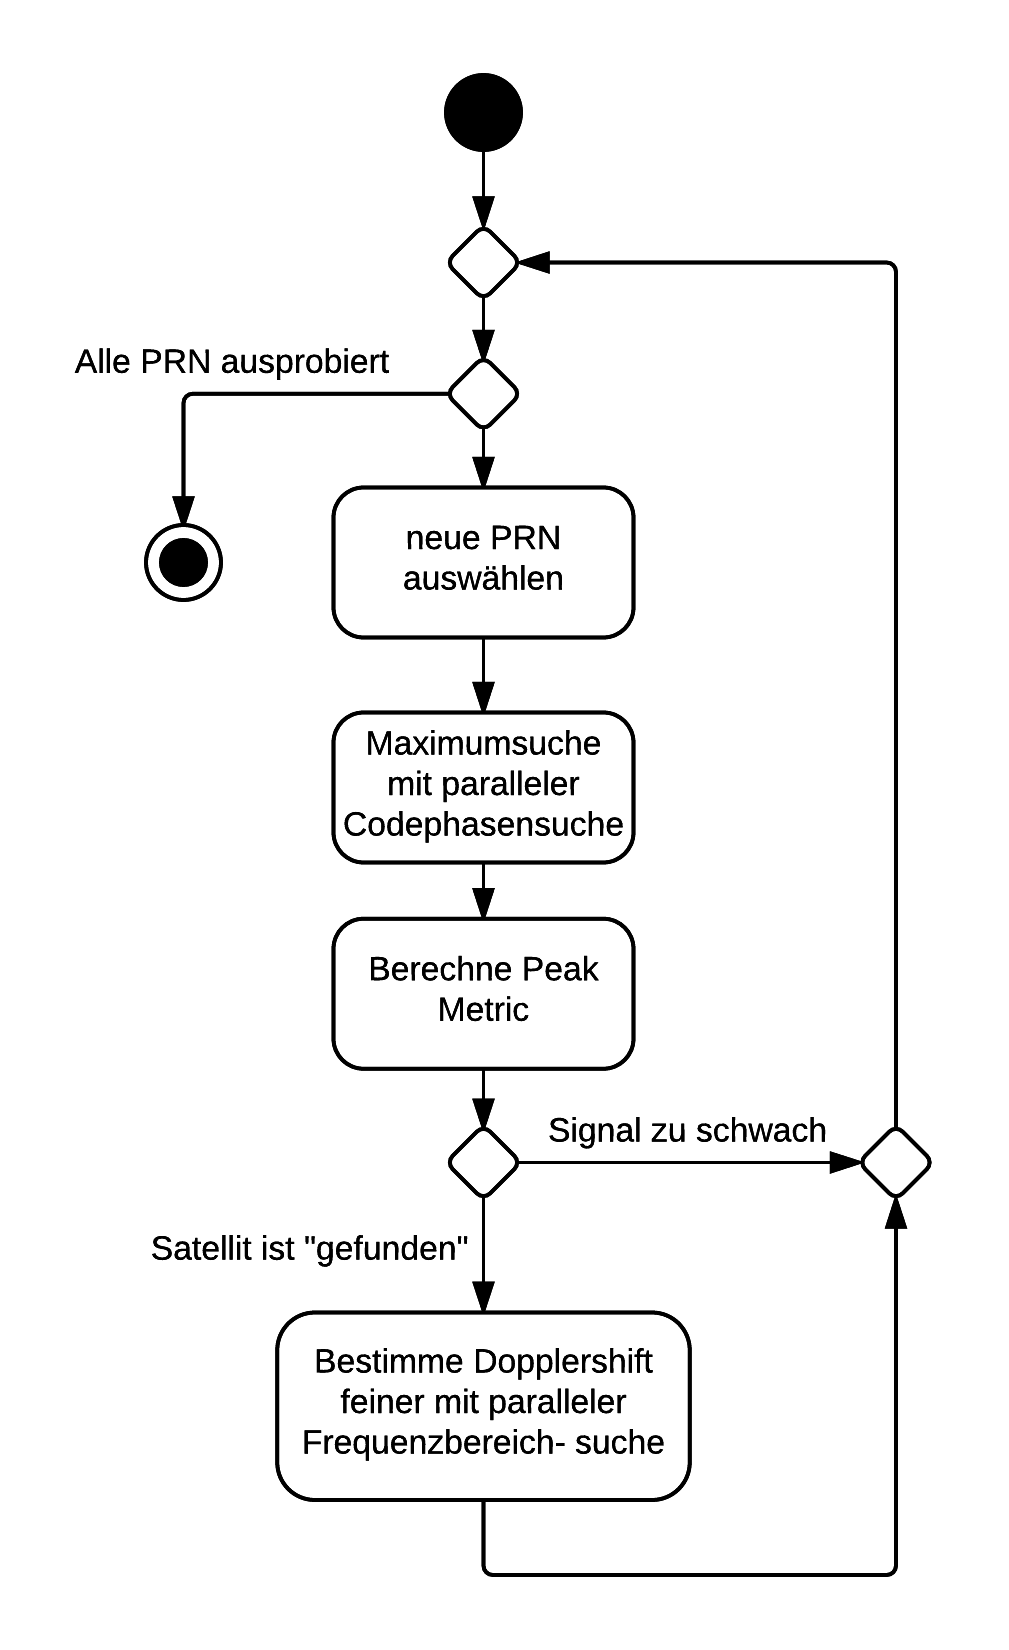 Alle PRN ausprobiert
neue PRN
auswählen
Maximumsuche
mit paralleler
Codephasensuche
Berechne Peak
Metric
Signal zu schwach
Satellit ist "gefunden"
Bestimme Dopplershift
feiner mit paralleler
Frequenzbereich- suche